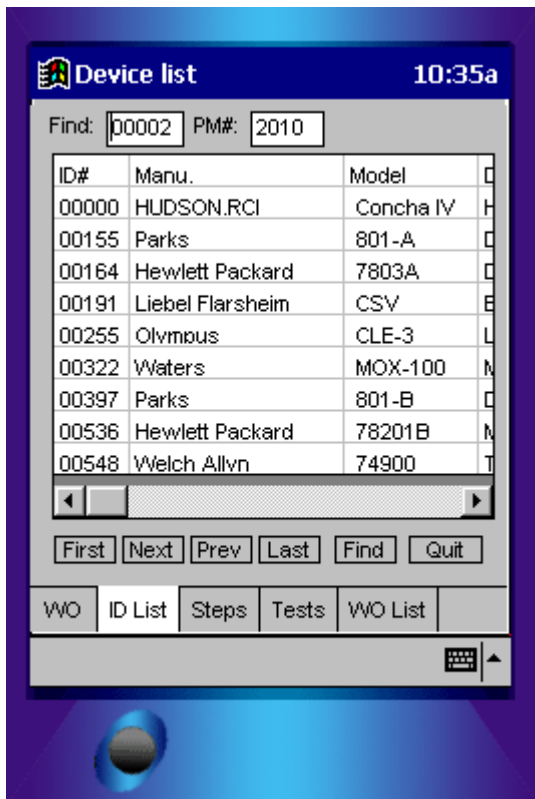 Device list 10:35a
Find: 00002 PM#: 2010
ID# Manu. Model
00000 HUDSON.RCI Concha IV
00155 Parks 801-A
00164 Hewlett Packard 7803A
00191 Liebel Flarsheim CSV
00255 Olympus CLE-3
00322 Waters MOX-100
00397 Parks 801-B
00536 Hewlett Packard 78201B
00548 Welch Allyn 74900
First Next Prev Last Find Quit
WO ID List Steps Tests WO List